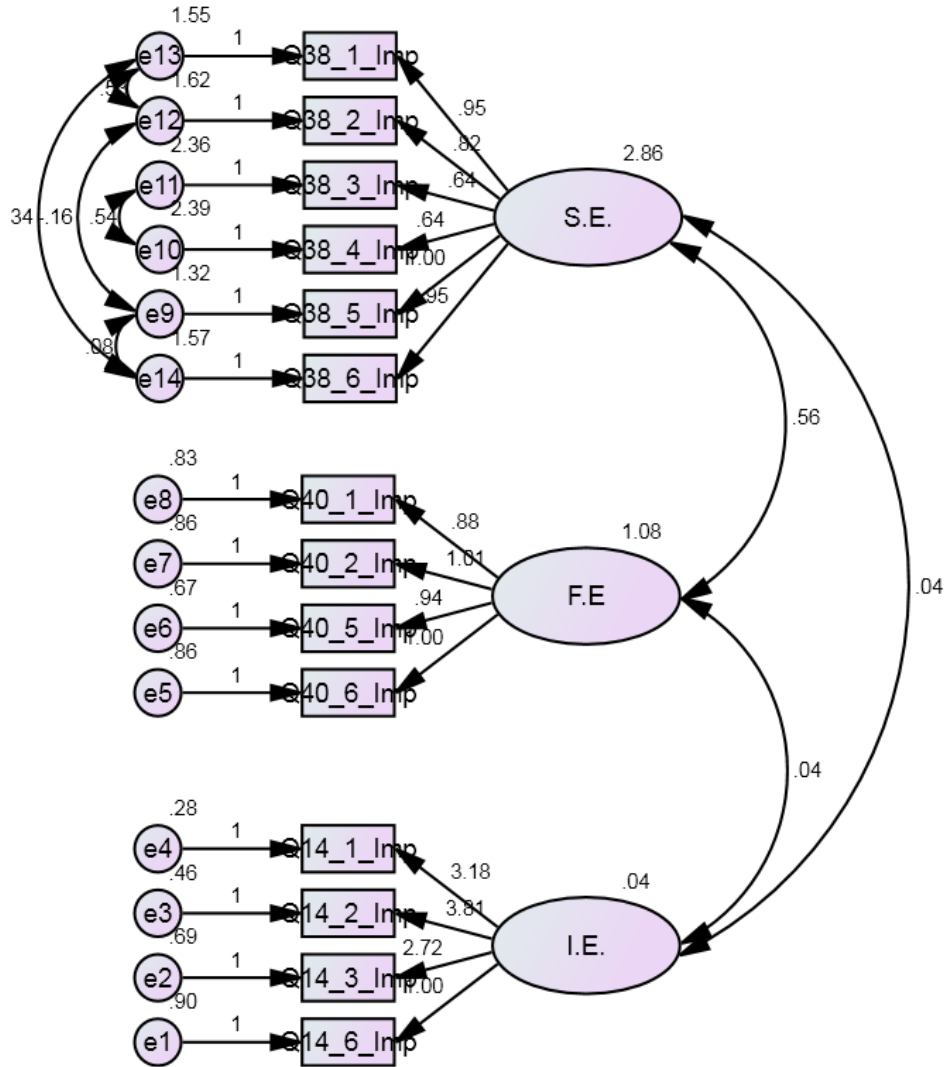 1.55
e13 1 Q38_1_Imp
.95
1.62
e12 1 Q38_2_Imp
.82
2.86
2.36
e11 1 Q38_3_Imp
.64
S.E.
34 -.16 .54
2.39
e10 1 Q38_4_Imp
.64
1.00
1.32
e9 1 Q38_5_Imp
.95
.08
1.57
e14 1 Q38_6_Imp
.56
.83
e8 1 Q40_1_Imp
.88
.86
e7 1 Q40_2_Imp
1.01
1.08
.67
e6 1 Q40_5_Imp
.94
F.E
.04
1.00
.86
e5 1 Q40_6_Imp
.04
.28
e4 1 Q14_1_Imp
3.18
.46
e3 1 Q14_2_Imp
3.81
.04
.69
e2 1 Q14_3_Imp
2.72
I.E.
1.00
.90
e1 1 Q14_6_Imp